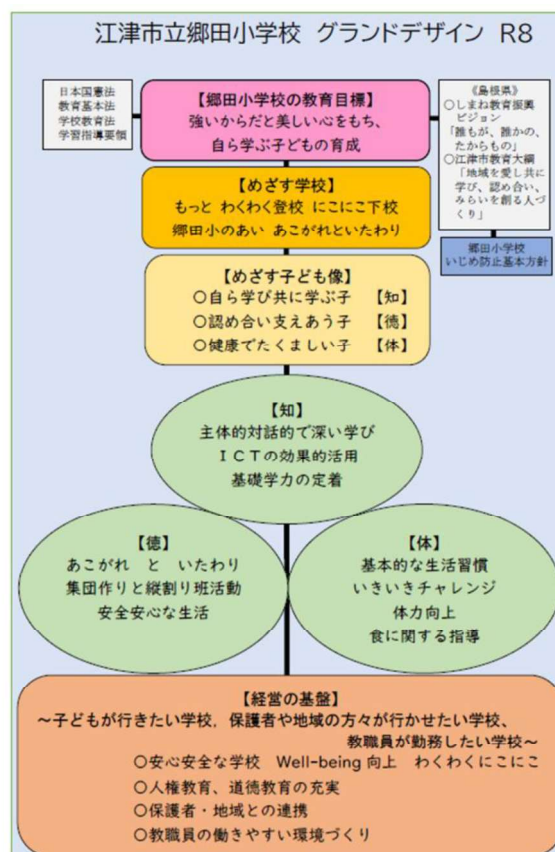 江津市立郷田小学校 グランドデザイン R8
日本国憲法
教育基本法
学校教育法
学習指導要領
【郷田小学校の教育目標】
強いからだと美しい心をもち、
自ら学ぶ子どもの育成
《島根県》
○しまね教育振興
ビジョン
「誰もが、誰かの、
たからもの」
○江津市教育大綱
「地域を愛し共に
学び、認め合い、
みらいを創る人づ
くり」
郷田小学校
いじめ防止基本方針
【めざす学校】
もっと わくわく登校 にこにこ下校
郷田小のあい あこがれといたわり
【めざす子ども像】
○自ら学び共に学ぶ子 【知】
○認め合い支えあう子 【徳】
○健康でたくましい子 【体】
【知】
主体的対話的で深い学び
ICTの効果的活用
基礎学力の定着
【徳】
あこがれ と いたわり
集団作りと縦割り班活動
安全安心な生活
【体】
基本的な生活習慣
いきいきチャレンジ
体力向上
食に関する指導
【経営の基盤】
~子どもが行きたい学校，保護者や地域の方々が行かせたい学校、
教職員が勤務したい学校~
○安心安全な学校 Well-being 向上 わくわくにこにこ
○人権教育、道徳教育の充実
○保護者・地域との連携
○教職員の働きやすい環境づくり